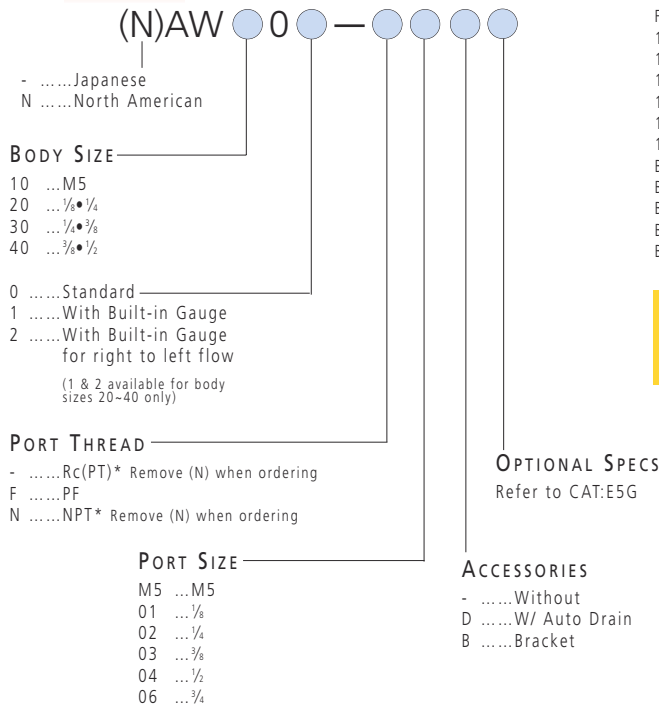 (N)AW 0 —
- ......Japanese
N ......North American
BODY SIZE
10 ...M5
20 ...⅛•¼
30 ...¼•⅜
40 ...⅜•½
0 ......Standard
1 ......With Built-in Gauge
2 ......With Built-in Gauge
for right to left flow
(1 & 2 available for body
sizes 20~40 only)
PORT THREAD
- ......Rc(PT)* Remove (N) when ordering
F ......PF
N ......NPT* Remove (N) when ordering
PORT SIZE
M5 ...M5
01 ...⅛
02 ...¼
03 ...⅜
04 ...½
06 ...¾
OPTIONAL SPECS
Refer to CAT:E5G
ACCESSORIES
- ......Without
D ......W/ Auto Drain
B ......Bracket